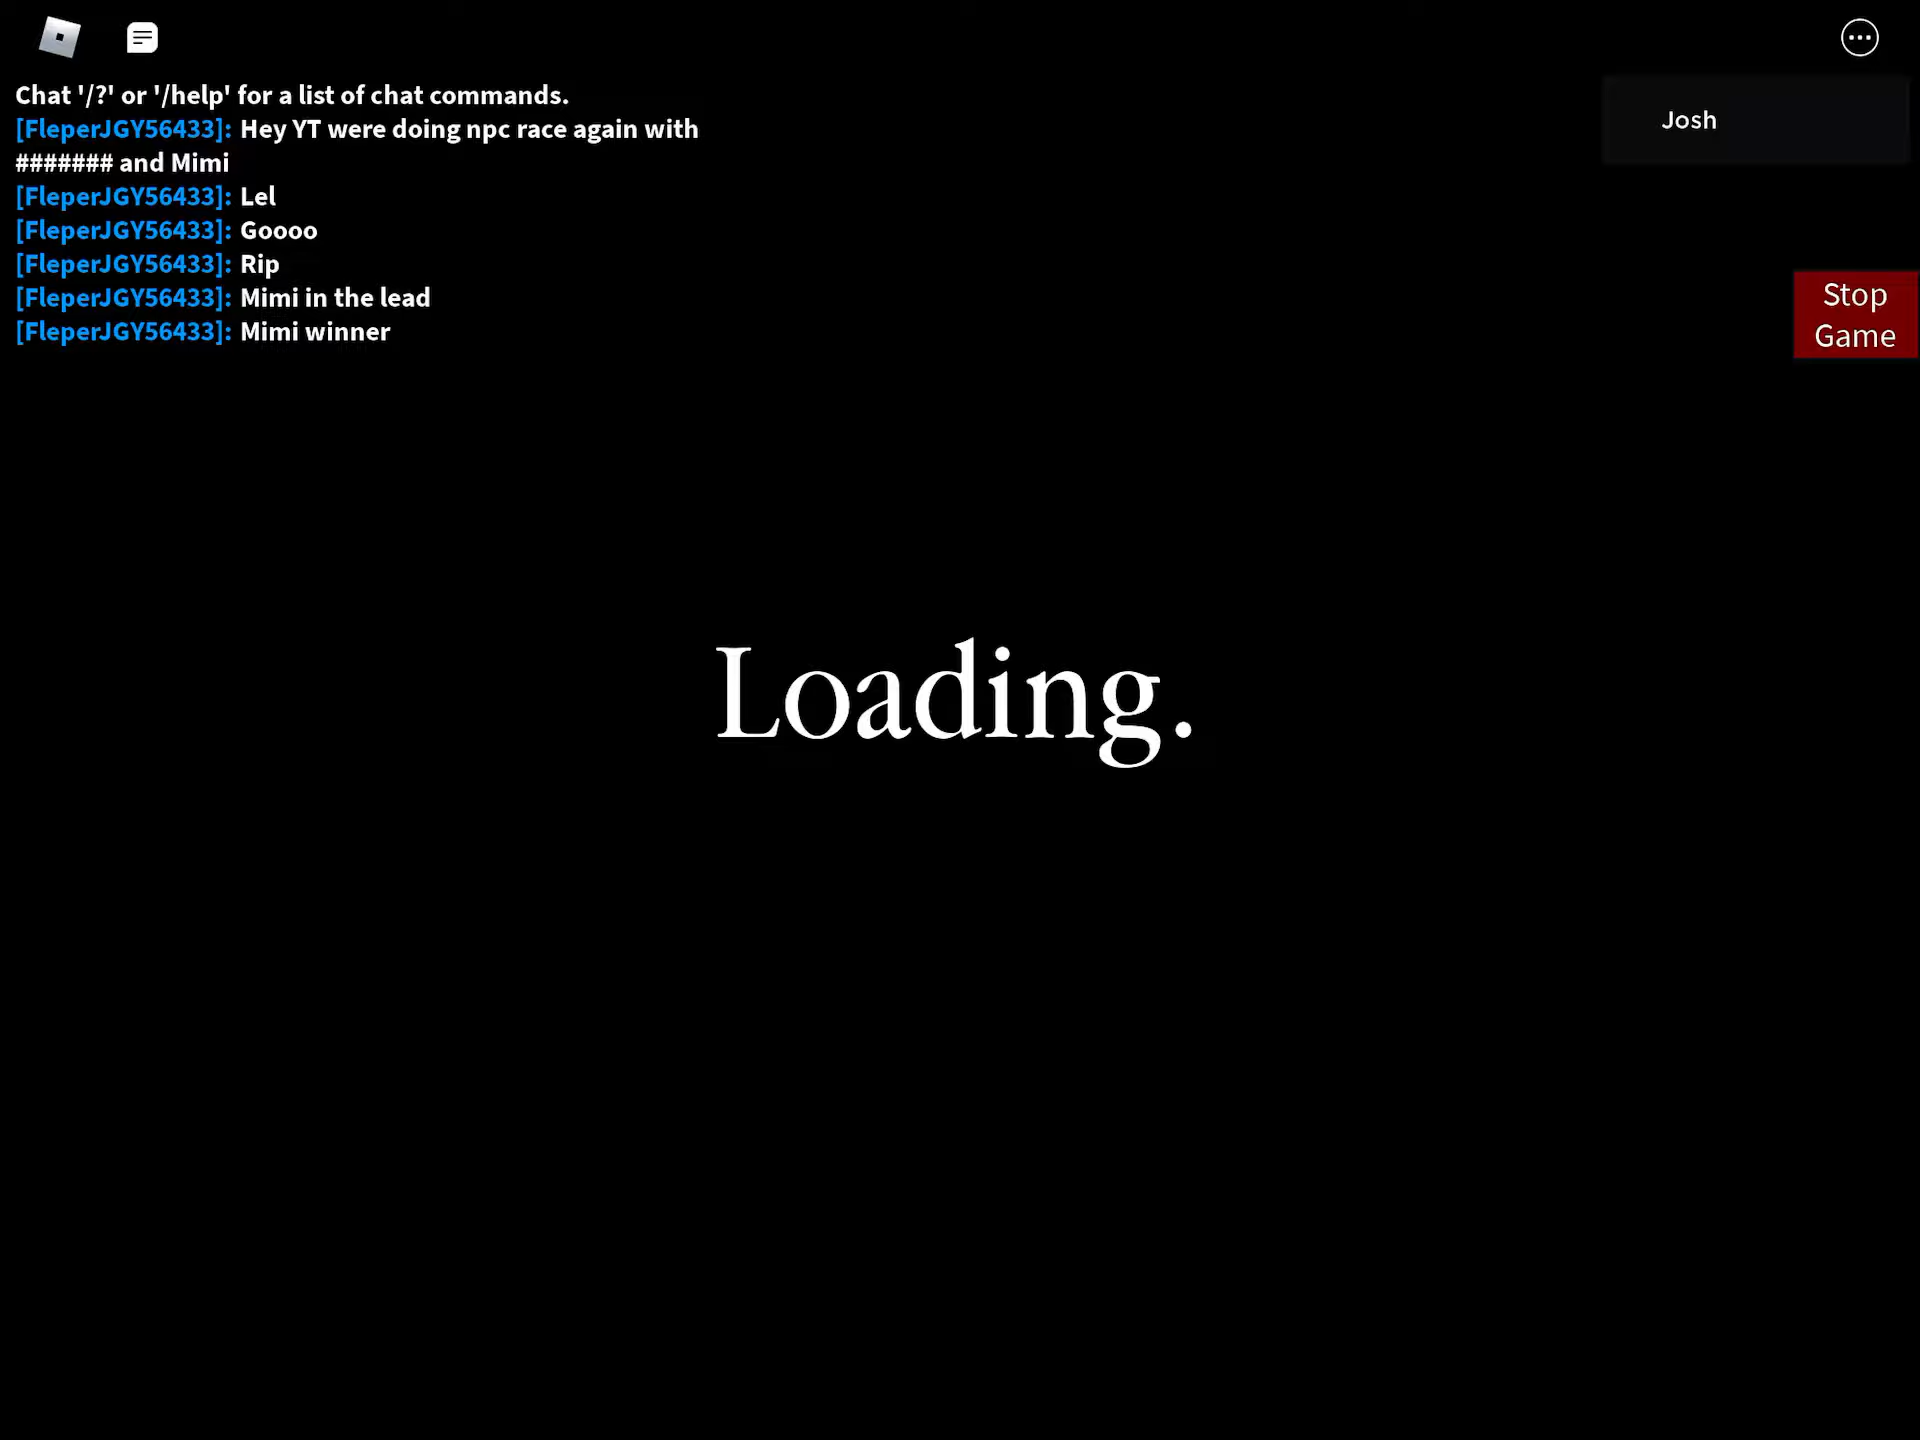 Chat '/?' or '/help' for a list of chat commands.
[FleperJGY56433]: Hey YT were doing npc race again with
####### and Mimi
[FleperJGY56433]: Lel
[FleperJGY56433]: Goooo
[FleperJGY56433]: Rip
[FleperJGY56433]: Mimi in the lead
[FleperJGY56433]: Mimi winner
Josh
Stop
Game
Loading.